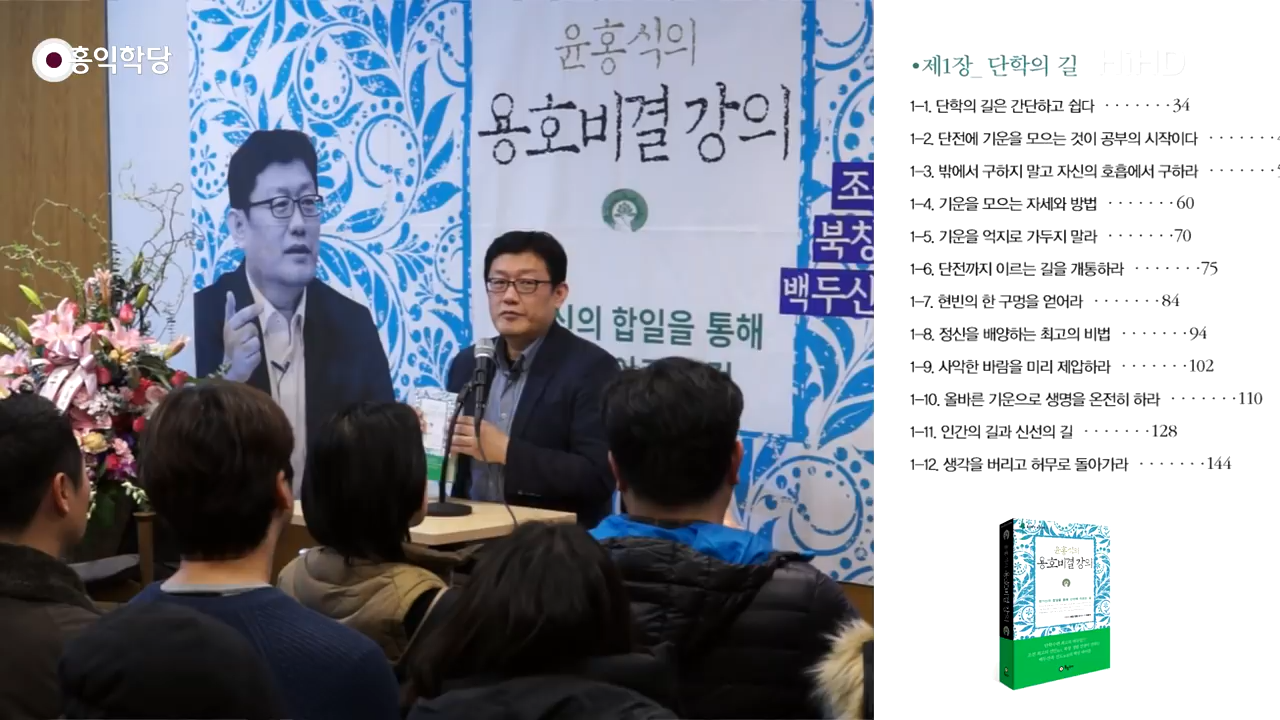 홍익학당
윤홍식의
용호비결 강의
조
북창
백두산
신의 합일을 통해
•제1장_ 단학의 길
HiHD
1-1. 단학의 길은 간단하고 쉽다 ·······34
1-2. 단전에 기운을 모으는 것이 공부의 시작이다 ·······
1-3. 밖에서 구하지 말고 자신의 호흡에서 구하라 ·······
1-4. 기운을 모으는 자세와 방법 ·······60
1-5. 기운을 억지로 가두지 말라 ·······70
1-6. 단전까지 이르는 길을 개통하라 ·······75
1-7. 현빈의 한 구멍을 얻어라 ·······84
1-8. 정신을 배양하는 최고의 비법 ·······94
1-9. 사악한 바람을 미리 제압하라 ·······102
1-10. 올바른 기운으로 생명을 온전히 하라 ·······110
1-11. 인간의 길과 신선의 길 ·······128
1-12. 생각을 버리고 허무로 돌아가라 ·······144
윤홍식의
용호비결 강의